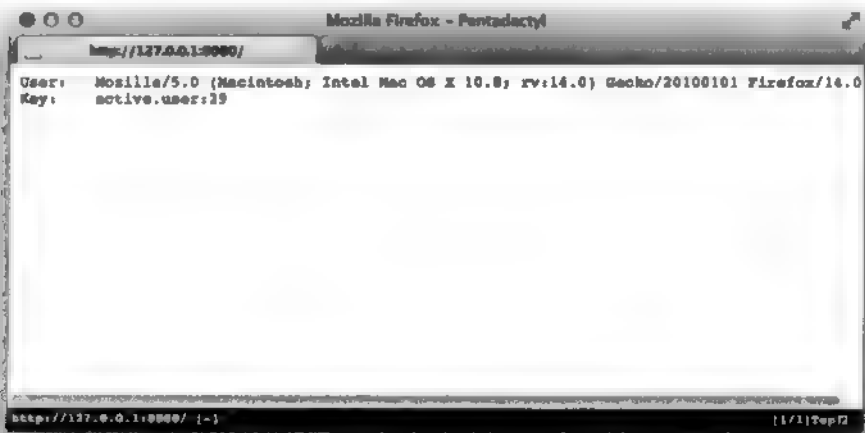 Mozilla Firefox - Pentadactyl
http://127.0.0.1:8080/
User: Mozilla/5.0 (Macintosh; Intel Mac OS X 10.8; rv:14.0) Gecko/20100101 Firefox/14.0
Key: active.user:29
http://127.0.0.1:8080/ [-]
[1/1] Top